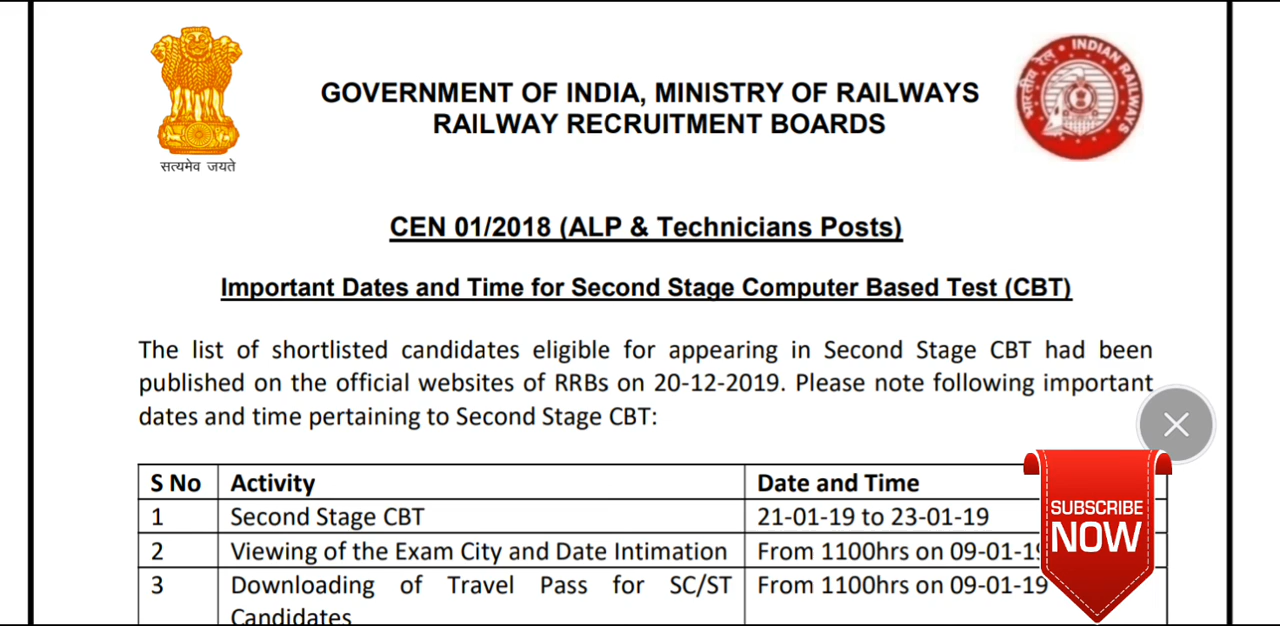 सत्यमेव जयते
INDIAN RAILWAYS
भारतीय रेल
GOVERNMENT OF INDIA, MINISTRY OF RAILWAYS
RAILWAY RECRUITMENT BOARDS
CEN 01/2018 (ALP & Technicians Posts)
Important Dates and Time for Second Stage Computer Based Test (CBT)
The list of shortlisted candidates eligible for appearing in Second Stage CBT had been
published on the official websites of RRBs on 20-12-2019. Please note following important
dates and time pertaining to Second Stage CBT:
S No Activity Date and Time
1 Second Stage CBT 21-01-19 to 23-01-19
2 Viewing of the Exam City and Date Intimation From 1100hrs on 09-01-19
3 Downloading of Travel Pass for SC/ST From 1100hrs on 09-01-19
Candidates
SUBSCRIBE
NOW